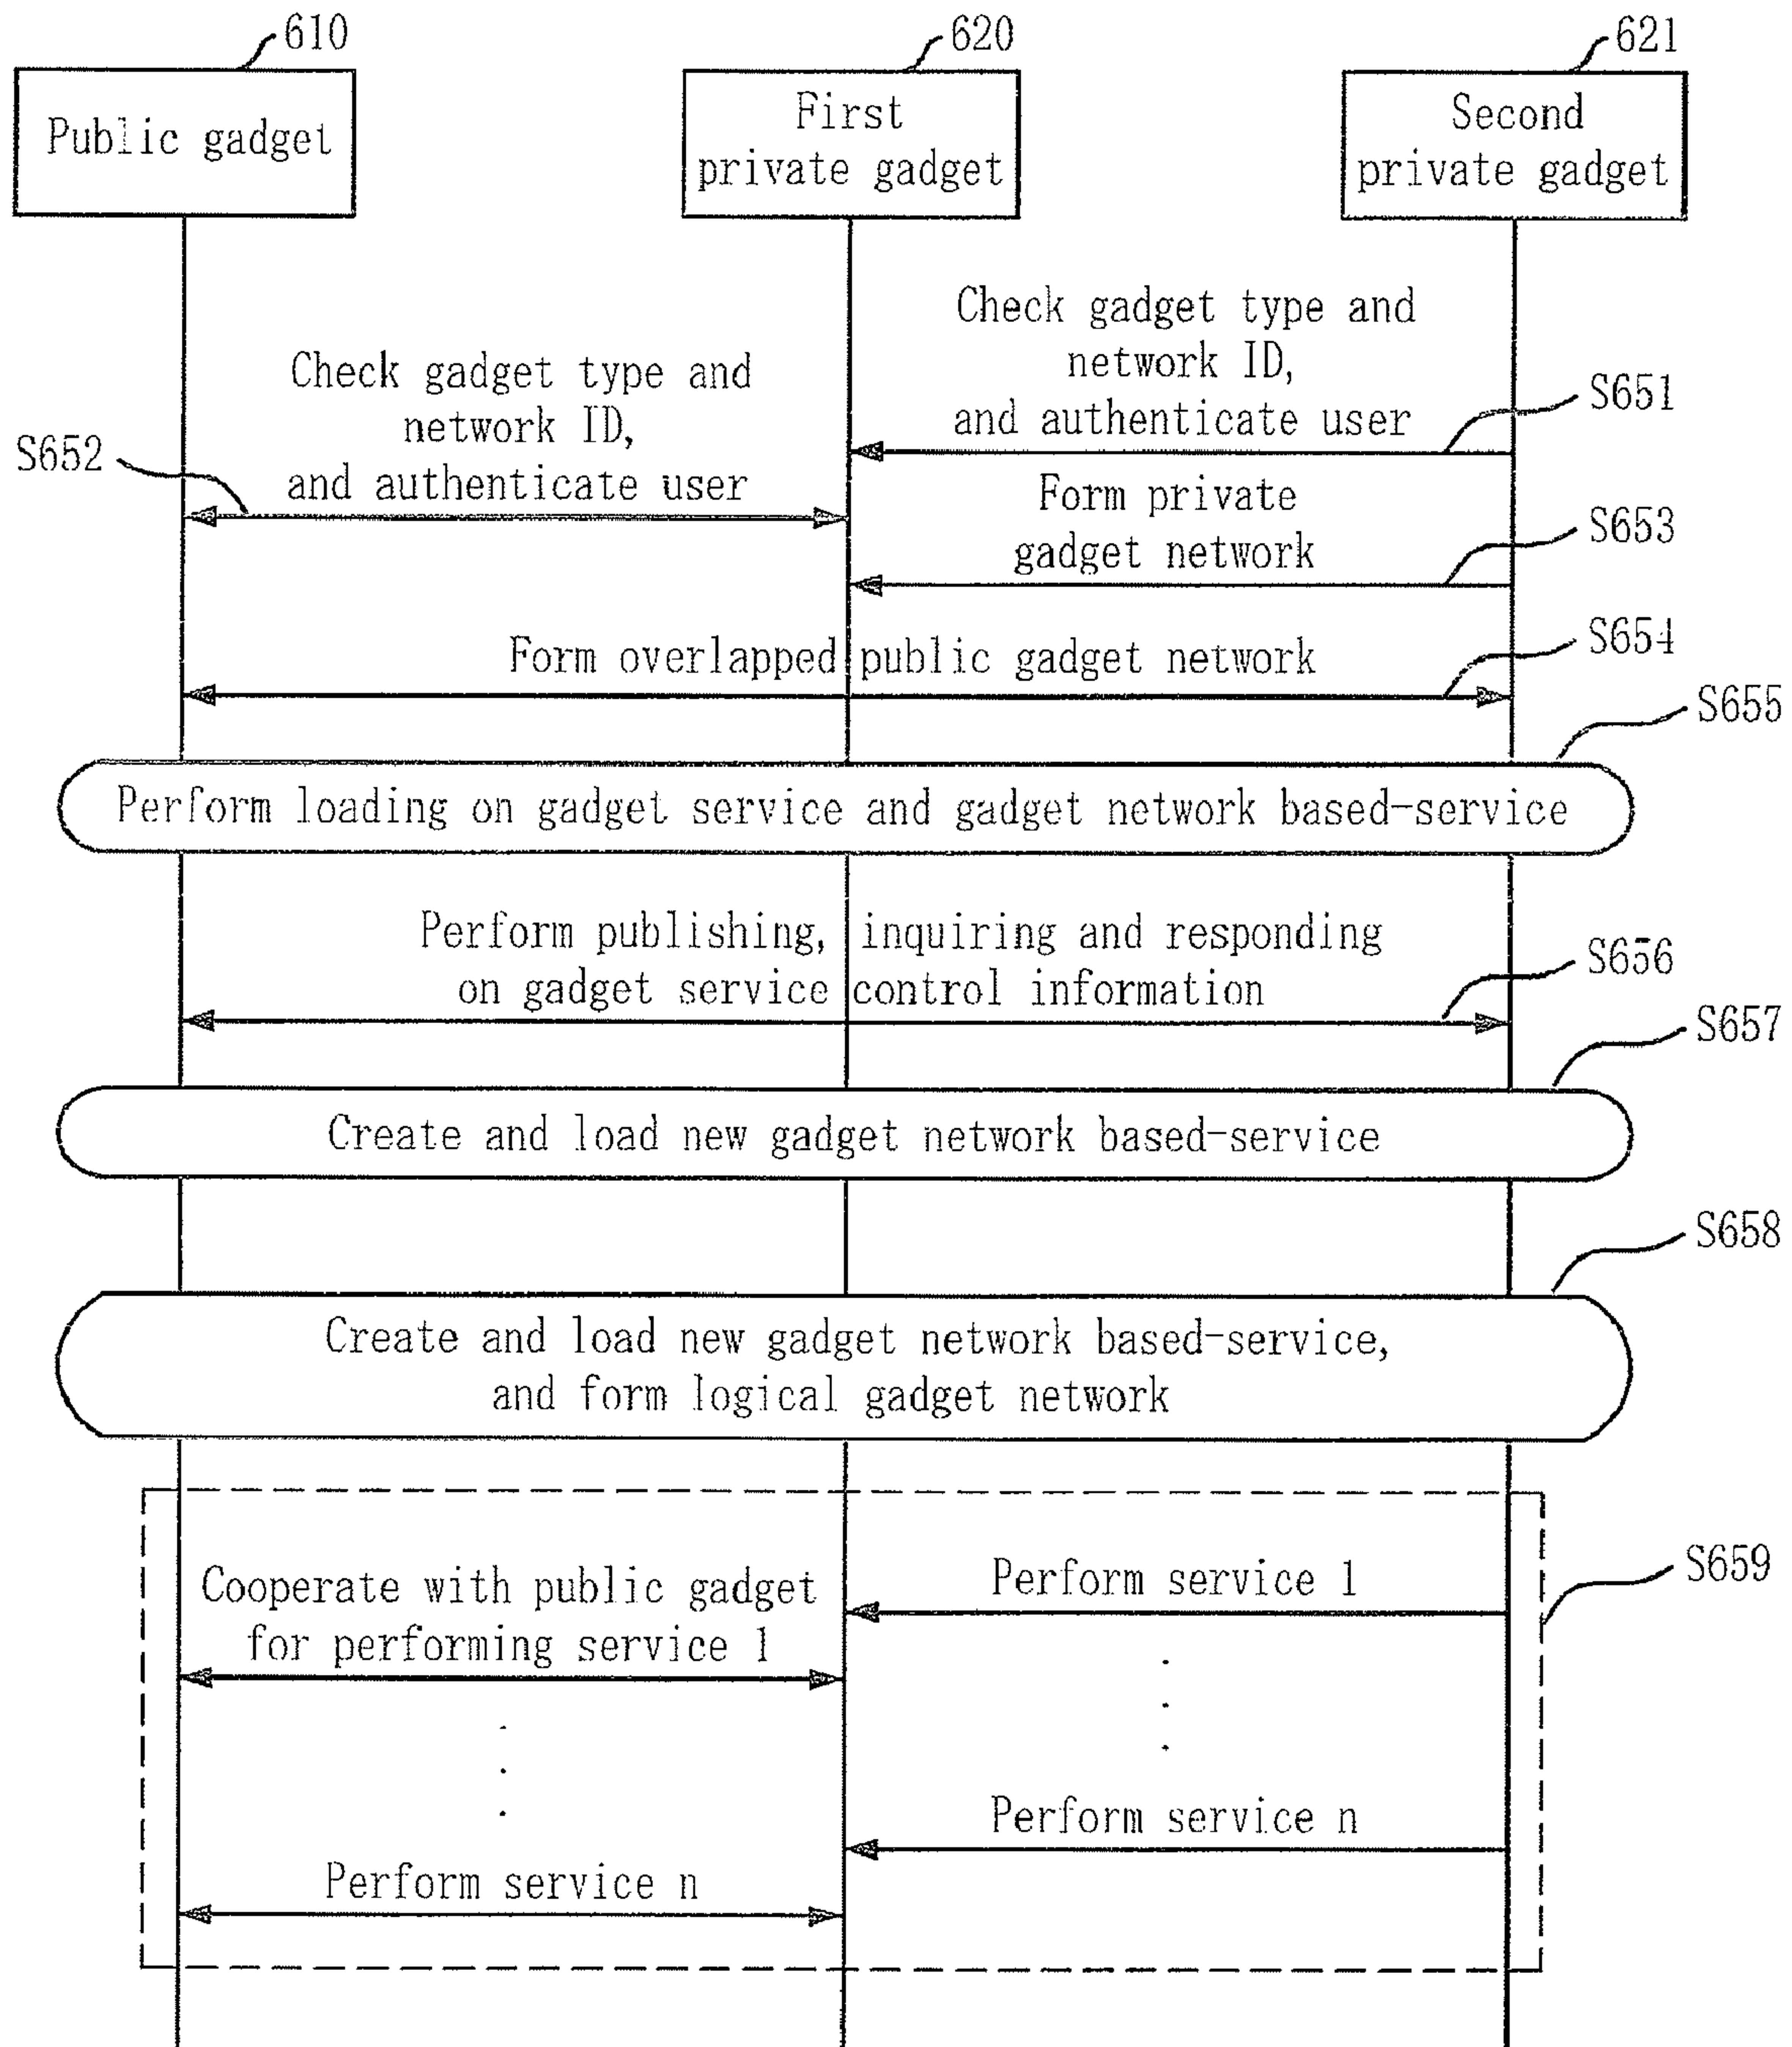 610
620
621
Public gadget
First
private gadget
Second
private gadget
Check gadget type and
network ID,
and authenticate user
S651
Check gadget type and
network ID,
and authenticate user
S652
Form private
gadget network
S653
Form overlapped public gadget network
S654
S655
Perform loading on gadget service and gadget network based-service
Perform publishing, inquiring and responding
on gadget service control information
S656
S657
Create and load new gadget network based-service
S658
Create and load new gadget network based-service,
and form logical gadget network
S659
Perform service 1
Cooperate with public gadget
for performing service 1
Perform service n
Perform service n